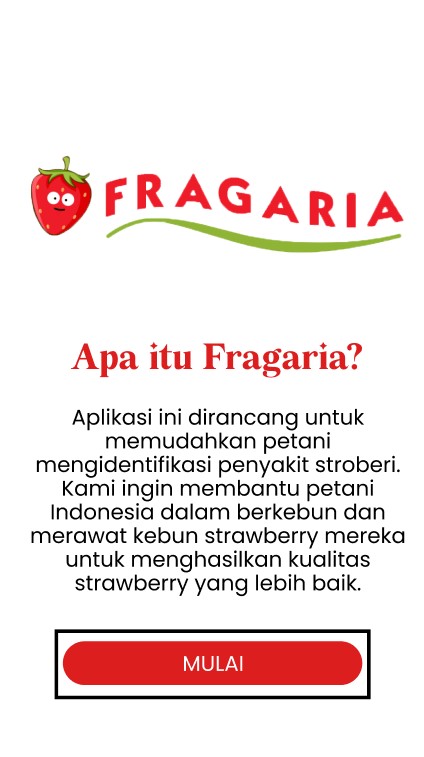 FRAGARIA
Apa itu Fragaria?
Aplikasi ini dirancang untuk
memudahkan petani
mengidentifikasi penyakit stroberi.
Kami ingin membantu petani
Indonesia dalam berkebun dan
merawat kebun strawberry mereka
untuk menghasilkan kualitas
strawberry yang lebih baik.
MULAI